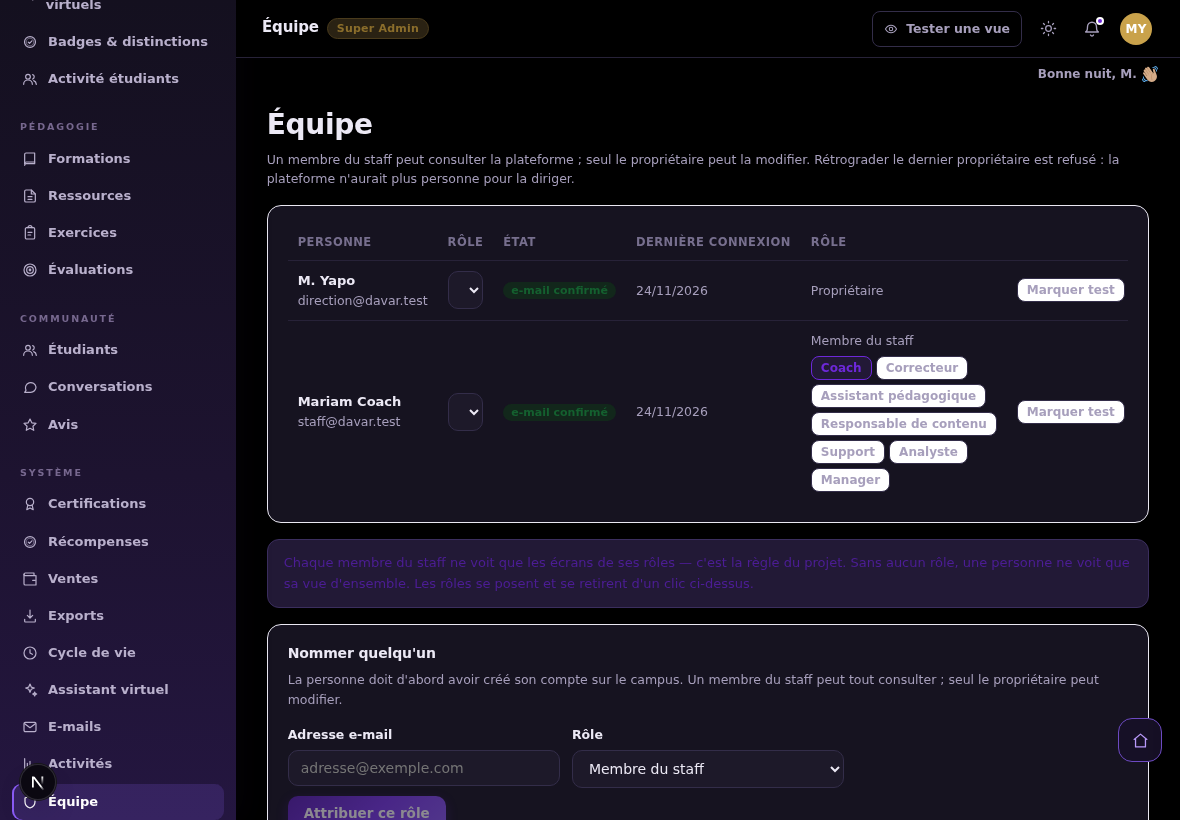 virtuels
Badges & distinctions
Activité étudiants
PÉDAGOGIE
Formations
Ressources
Exercices
Évaluations
COMMUNAUTÉ
Étudiants
Conversations
Avis
SYSTÈME
Certifications
Récompenses
Ventes
Exports
Cycle de vie
Assistant virtuel
E-mails
Activités
N
Équipe
Équipe Super Admin Tester une vue MY
Bonne nuit, M. 👋🏽
Équipe
Un membre du staff peut consulter la plateforme ; seul le propriétaire peut la modifier. Rétrograder le dernier propriétaire est refusé : la
plateforme n'aurait plus personne pour la diriger.
PERSONNE RÔLE ÉTAT DERNIÈRE CONNEXION RÔLE
M. Yapo
direction@davar.test
e-mail confirmé 24/11/2026 Propriétaire Marquer test
Mariam Coach
staff@davar.test
e-mail confirmé 24/11/2026
Membre du staff
Coach Correcteur
Assistant pédagogique
Responsable de contenu
Support Analyste
Manager
Marquer test
Chaque membre du staff ne voit que les écrans de ses rôles — c'est la règle du projet. Sans aucun rôle, une personne ne voit que
sa vue d'ensemble. Les rôles se posent et se retirent d'un clic ci-dessus.
Nommer quelqu'un
La personne doit d'abord avoir créé son compte sur le campus. Un membre du staff peut tout consulter ; seul le propriétaire peut
modifier.
Adresse e-mail Rôle
adresse@exemple.com Membre du staff
Attribuer ce rôle